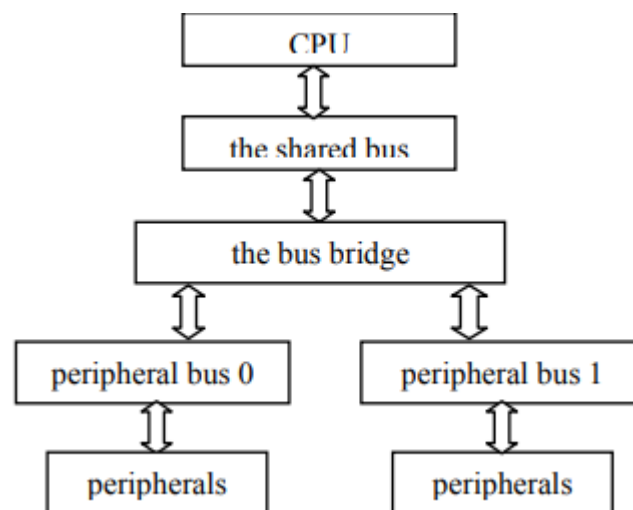 CPU
the shared bus
the bus bridge
peripheral bus 0
peripheral bus 1
peripherals
peripherals